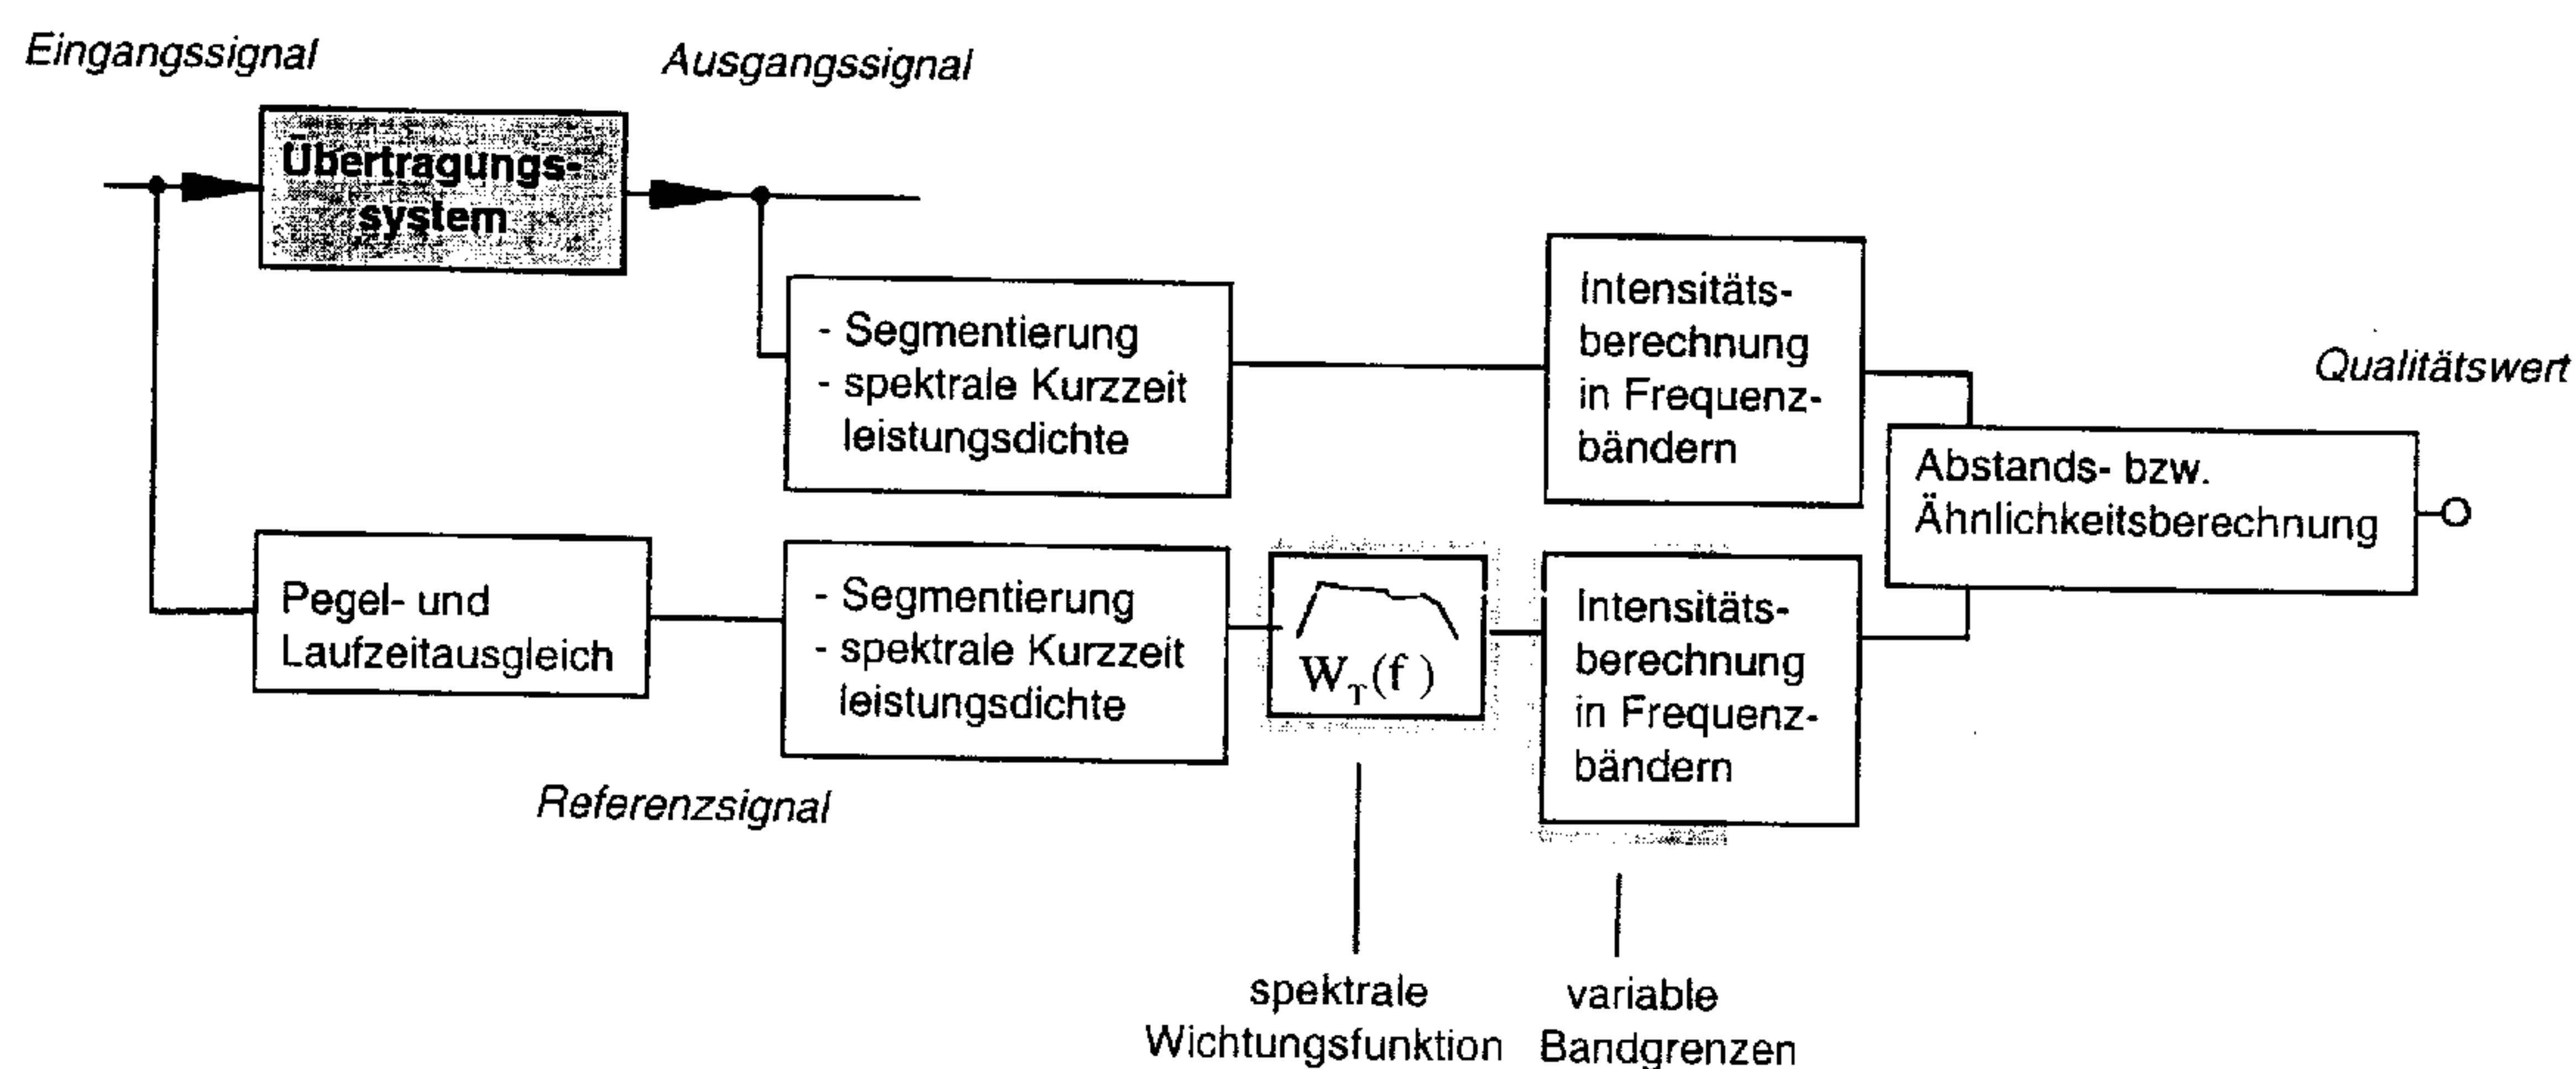 Eingangssignal
Ausgangssignal
Übertragungs-
system
- Segmentierung
- spektrale Kurzzeit
leistungsdichte
Intensitäts-
berechnung
in Frequenz-
bändern
Qualitätswert
Abstands- bzw.
Ähnlichkeitsberechnung
Pegel- und
Laufzeitausgleich
- Segmentierung
- spektrale Kurzzeit
leistungsdichte
W_T(f)
Intensitäts-
berechnung
in Frequenz-
bändern
Referenzsignal
spektrale
Wichtungsfunktion
variable
Bandgrenzen